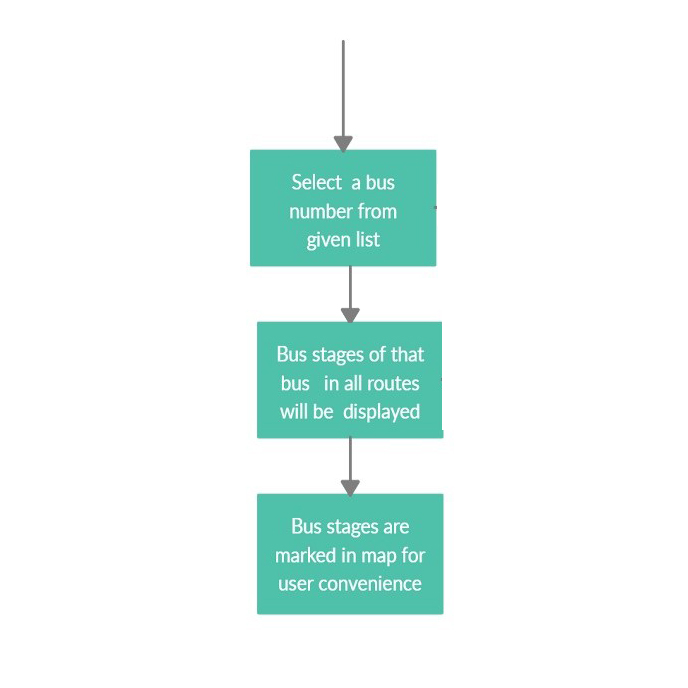 Select a bus
number from
given list
Bus stages of that
bus in all routes
will be displayed
Bus stages are
marked in map for
user convenience